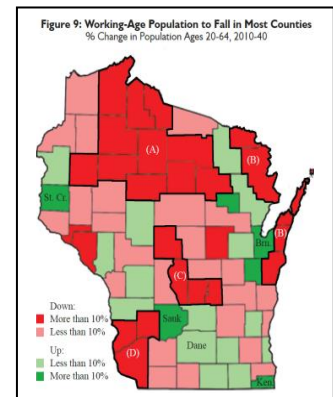 Figure 9: Working-Age Population to Fall in Most Counties
% Change in Population Ages 20-64, 2010-40
(A)
(B)
St. Cr.
Brn.
(B)
(C)
Down:
More than 10%
Less than 10%
Sauk
Up:
Less than 10%
More than 10%
(D)
Dane
Ken.